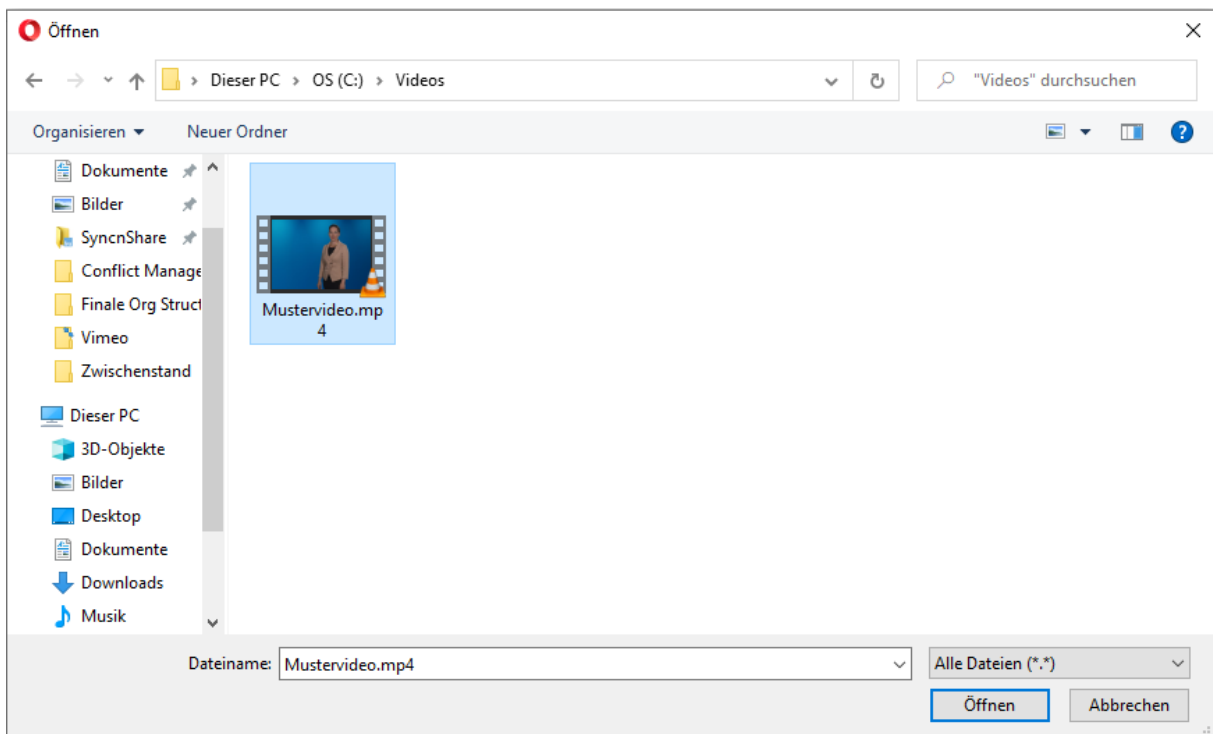 Öffnen
Dieser PC > OS (C:) > Videos
"Videos" durchsuchen
Organisieren
Neuer Ordner
Dokumente
Bilder
SyncnShare
Conflict Manage
Finale Org Struct
Vimeo
Zwischenstand
Dieser PC
3D-Objekte
Bilder
Desktop
Dokumente
Downloads
Musik
Mustervideo.mp
4
Dateiname: Mustervideo.mp4
Alle Dateien (*.*)
Öffnen
Abbrechen